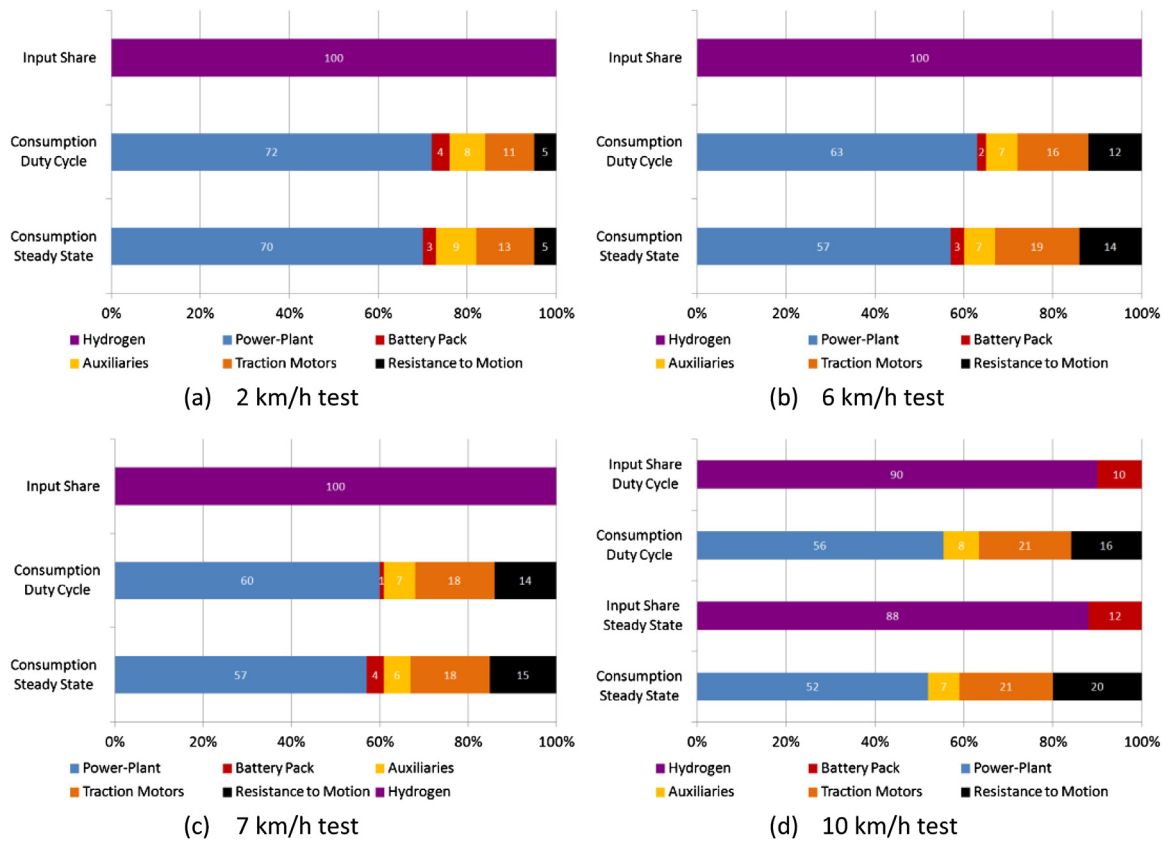 Input Share
100
Consumption
Duty Cycle
72 4 8 11 5
Consumption
Steady State
70 3 9 13 5
0% 20% 40% 60% 80% 100%
Hydrogen Power-Plant Battery Pack
Auxiliaries Traction Motors Resistance to Motion
(a) 2 km/h test
Input Share
100
Consumption
Duty Cycle
63 2 7 16 12
Consumption
Steady State
57 3 7 19 14
0% 20% 40% 60% 80% 100%
Hydrogen Power-Plant Battery Pack
Auxiliaries Traction Motors Resistance to Motion
(b) 6 km/h test
Input Share
100
Consumption
Duty Cycle
60 1 7 18 14
Consumption
Steady State
57 4 6 18 15
0% 20% 40% 60% 80% 100%
Power-Plant Battery Pack Auxiliaries
Traction Motors Resistance to Motion Hydrogen
(c) 7 km/h test
Input Share
Duty Cycle
90 10
Consumption
Duty Cycle
56 8 21 16
Input Share
Steady State
88 12
Consumption
Steady State
52 7 21 20
0% 20% 40% 60% 80% 100%
Hydrogen Battery Pack Power-Plant
Auxiliaries Traction Motors Resistance to Motion
(d) 10 km/h test